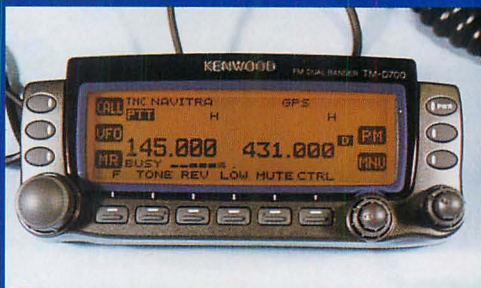 KENWOOD FM DUAL BANDER TM-D700
CALL TNC NAVITRA GPS
PTT H H
PWR
VFO D PM
145.000 431.000
MR BUSY MNU
F TONE REV LOW MUTE CTRL